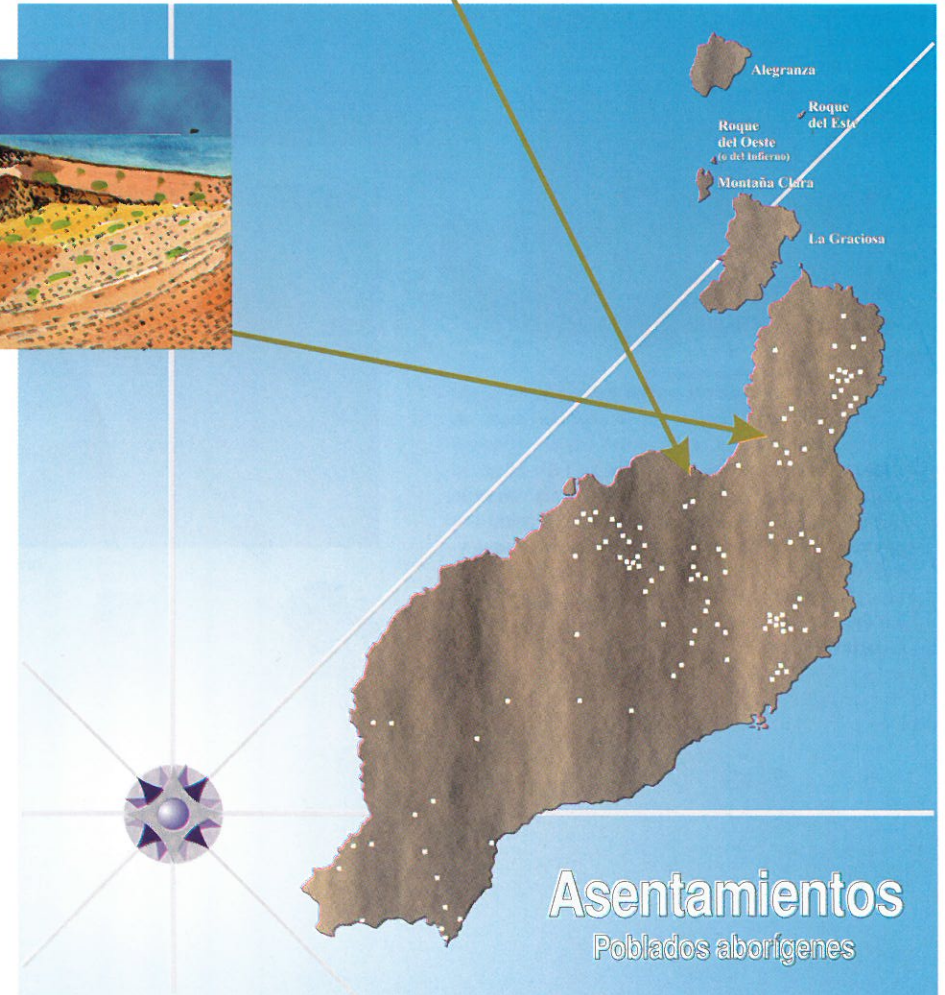 Alegranza
Roque
del Este
Roque
del Oeste
(o del Infierno)
Montaña Clara
La Graciosa
Asentamientos
Poblados aborígenes